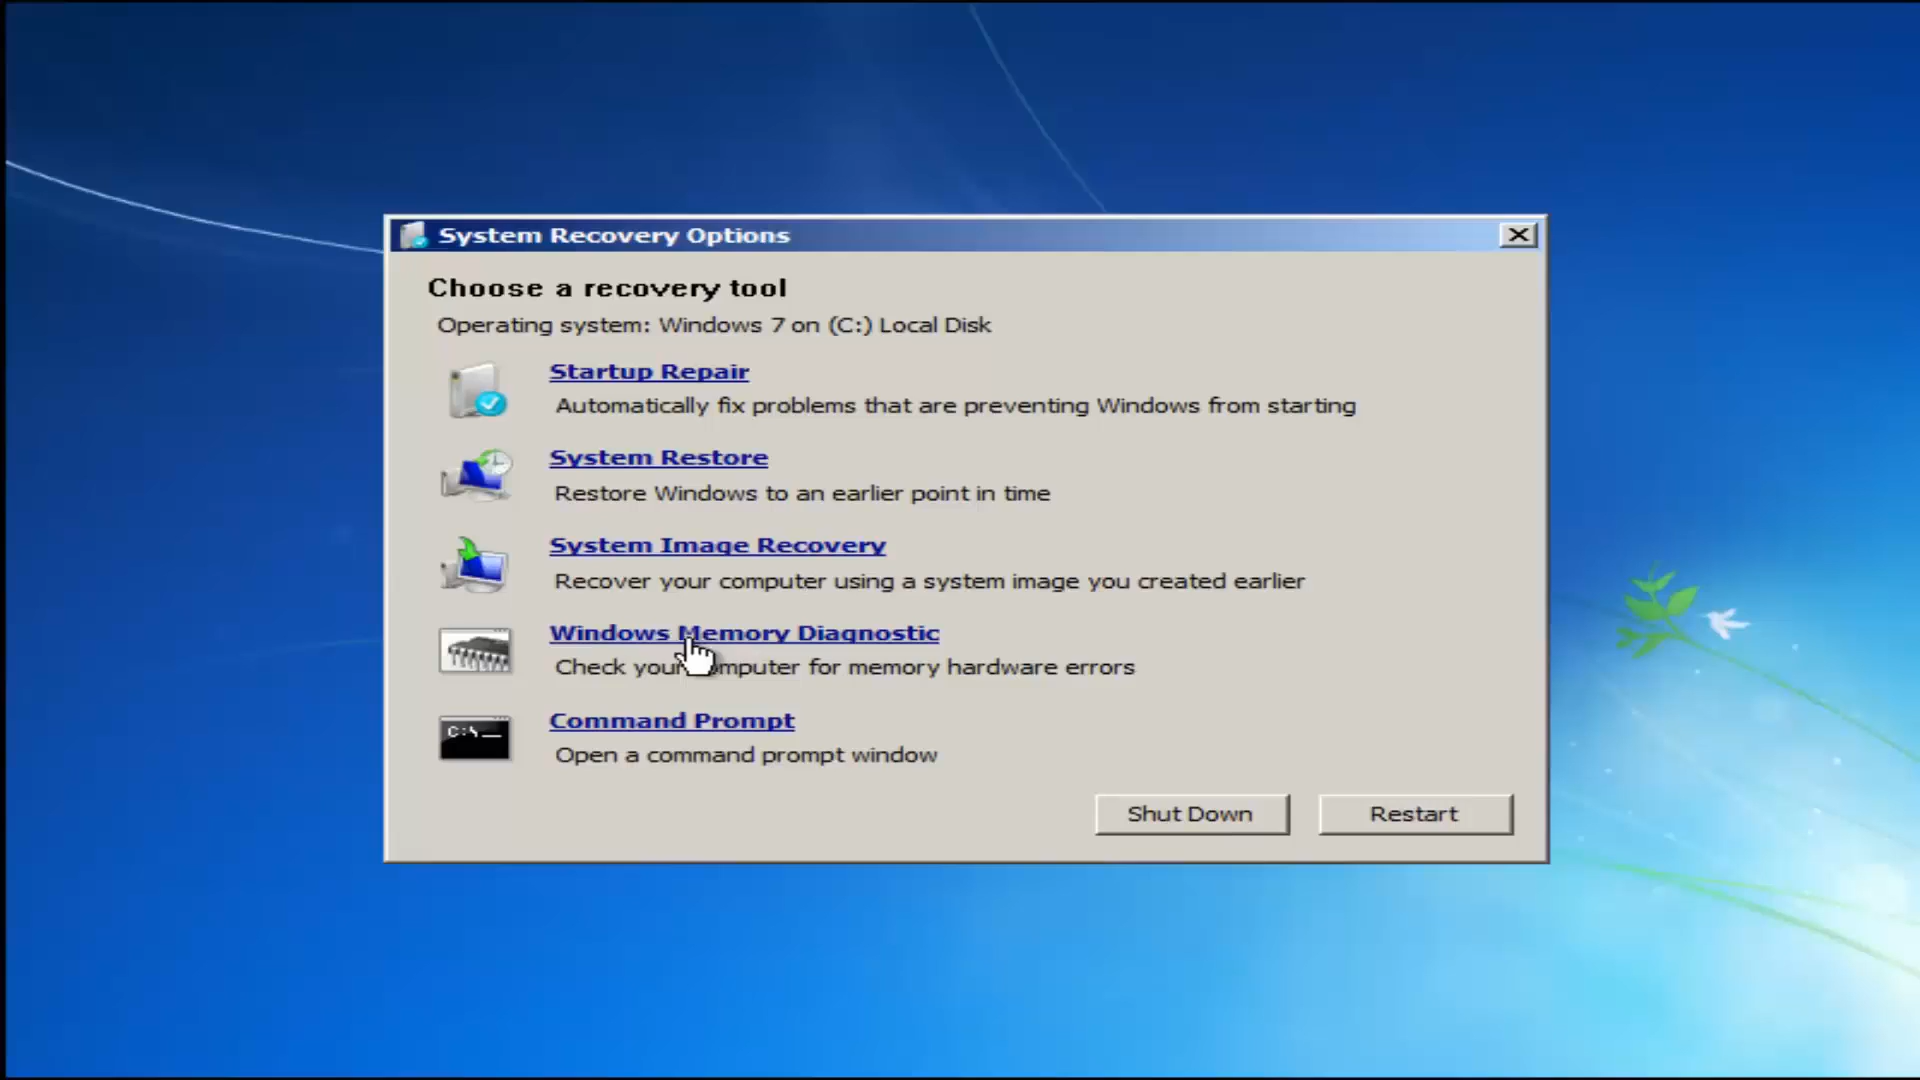 System Recovery Options
Choose a recovery tool
Operating system: Windows 7 on (C:) Local Disk
Startup Repair
Automatically fix problems that are preventing Windows from starting
System Restore
Restore Windows to an earlier point in time
System Image Recovery
Recover your computer using a system image you created earlier
Windows Memory Diagnostic
Check your computer for memory hardware errors
C:\_
Command Prompt
Open a command prompt window
Shut Down Restart